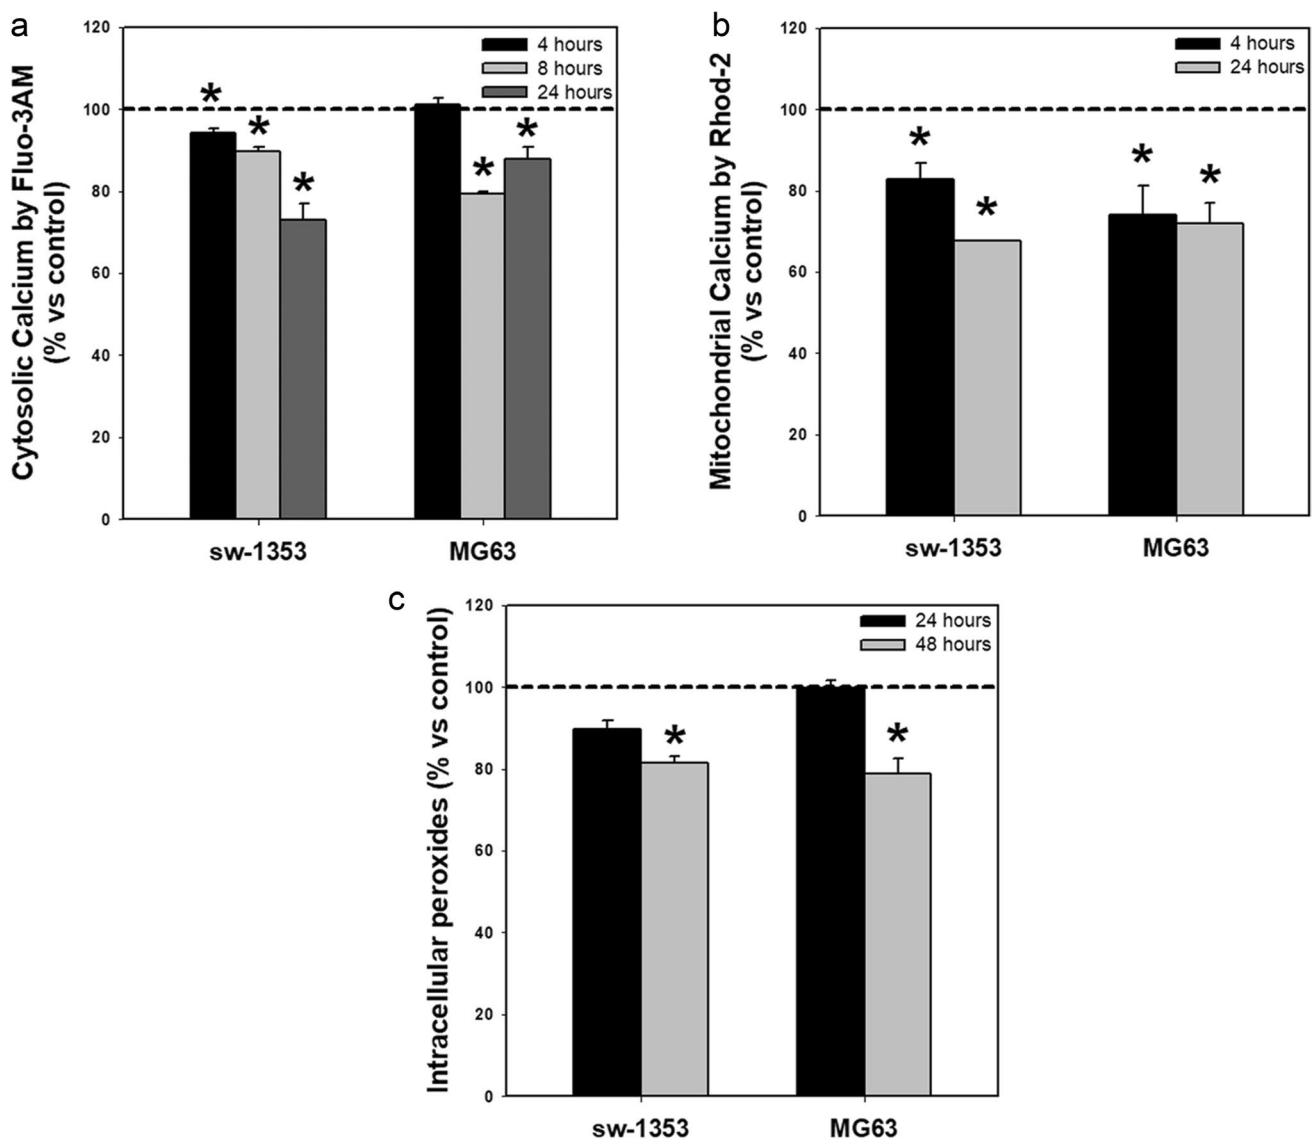 a
Cytosolic Calcium by Fluo-3AM
(% vs control)
120
100
80
60
40
20
0
4 hours
8 hours
24 hours
*
*
*
*
*
sw-1353
MG63
b
Mitochondrial Calcium by Rhod-2
(% vs control)
120
100
80
60
40
20
0
4 hours
24 hours
*
*
*
*
sw-1353
MG63
c
Intracellular peroxides (% vs control)
120
100
80
60
40
20
0
24 hours
48 hours
*
*
sw-1353
MG63